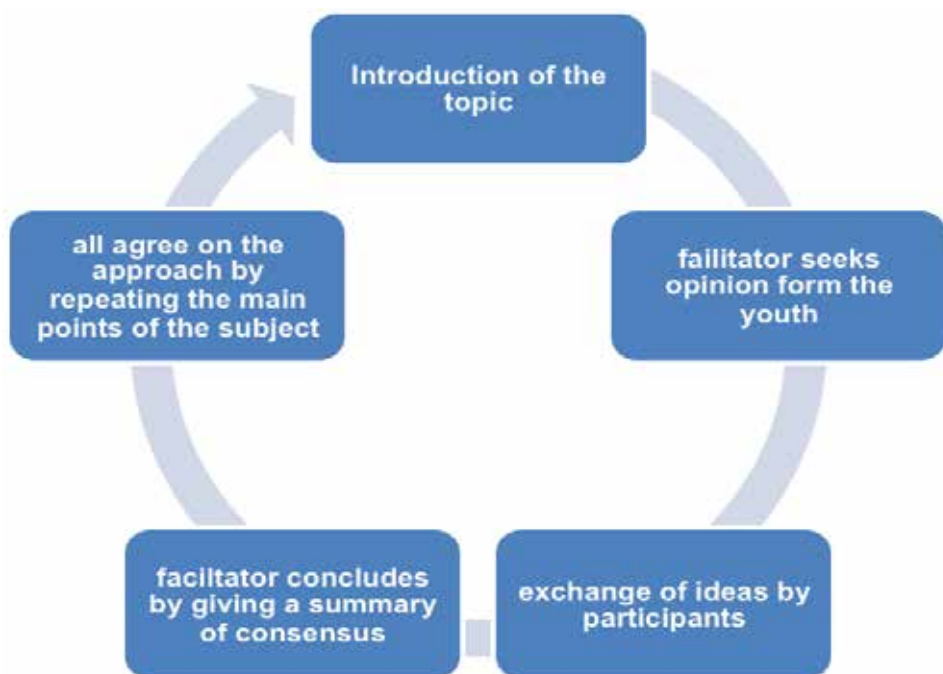 Introduction of the
topic
failitator seeks
opinion form the
youth
exchange of ideas by
participants
faciltator concludes
by giving a summary
of consensus
all agree on the
approach by
repeating the main
points of the subject